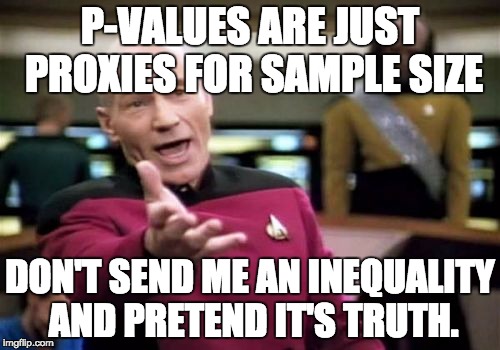 P-VALUES ARE JUST
PROXIES FOR SAMPLE SIZE
DON'T SEND ME AN INEQUALITY
AND PRETEND IT'S TRUTH.
imgflip.com